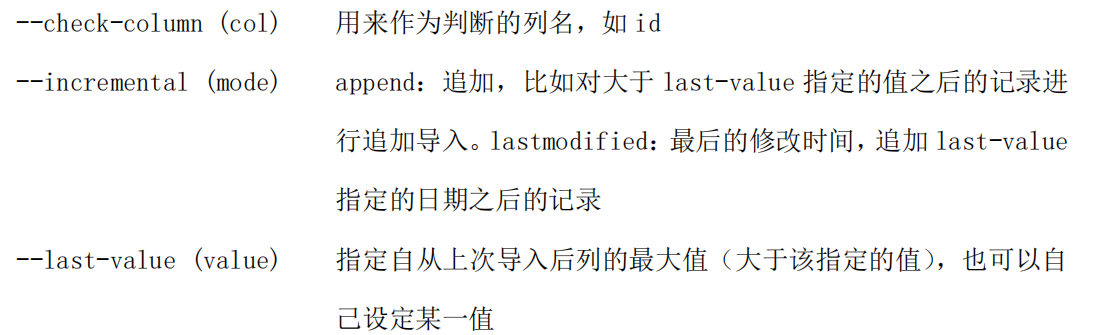 --check-column (col) 用来作为判断的列名，如 id
--incremental (mode) append：追加，比如对大于 last-value 指定的值之后的记录进
行追加导入。lastmodified：最后的修改时间，追加 last-value
指定的日期之后的记录
--last-value (value) 指定自从上次导入后列的最大值（大于该指定的值），也可以自
己设定某一值